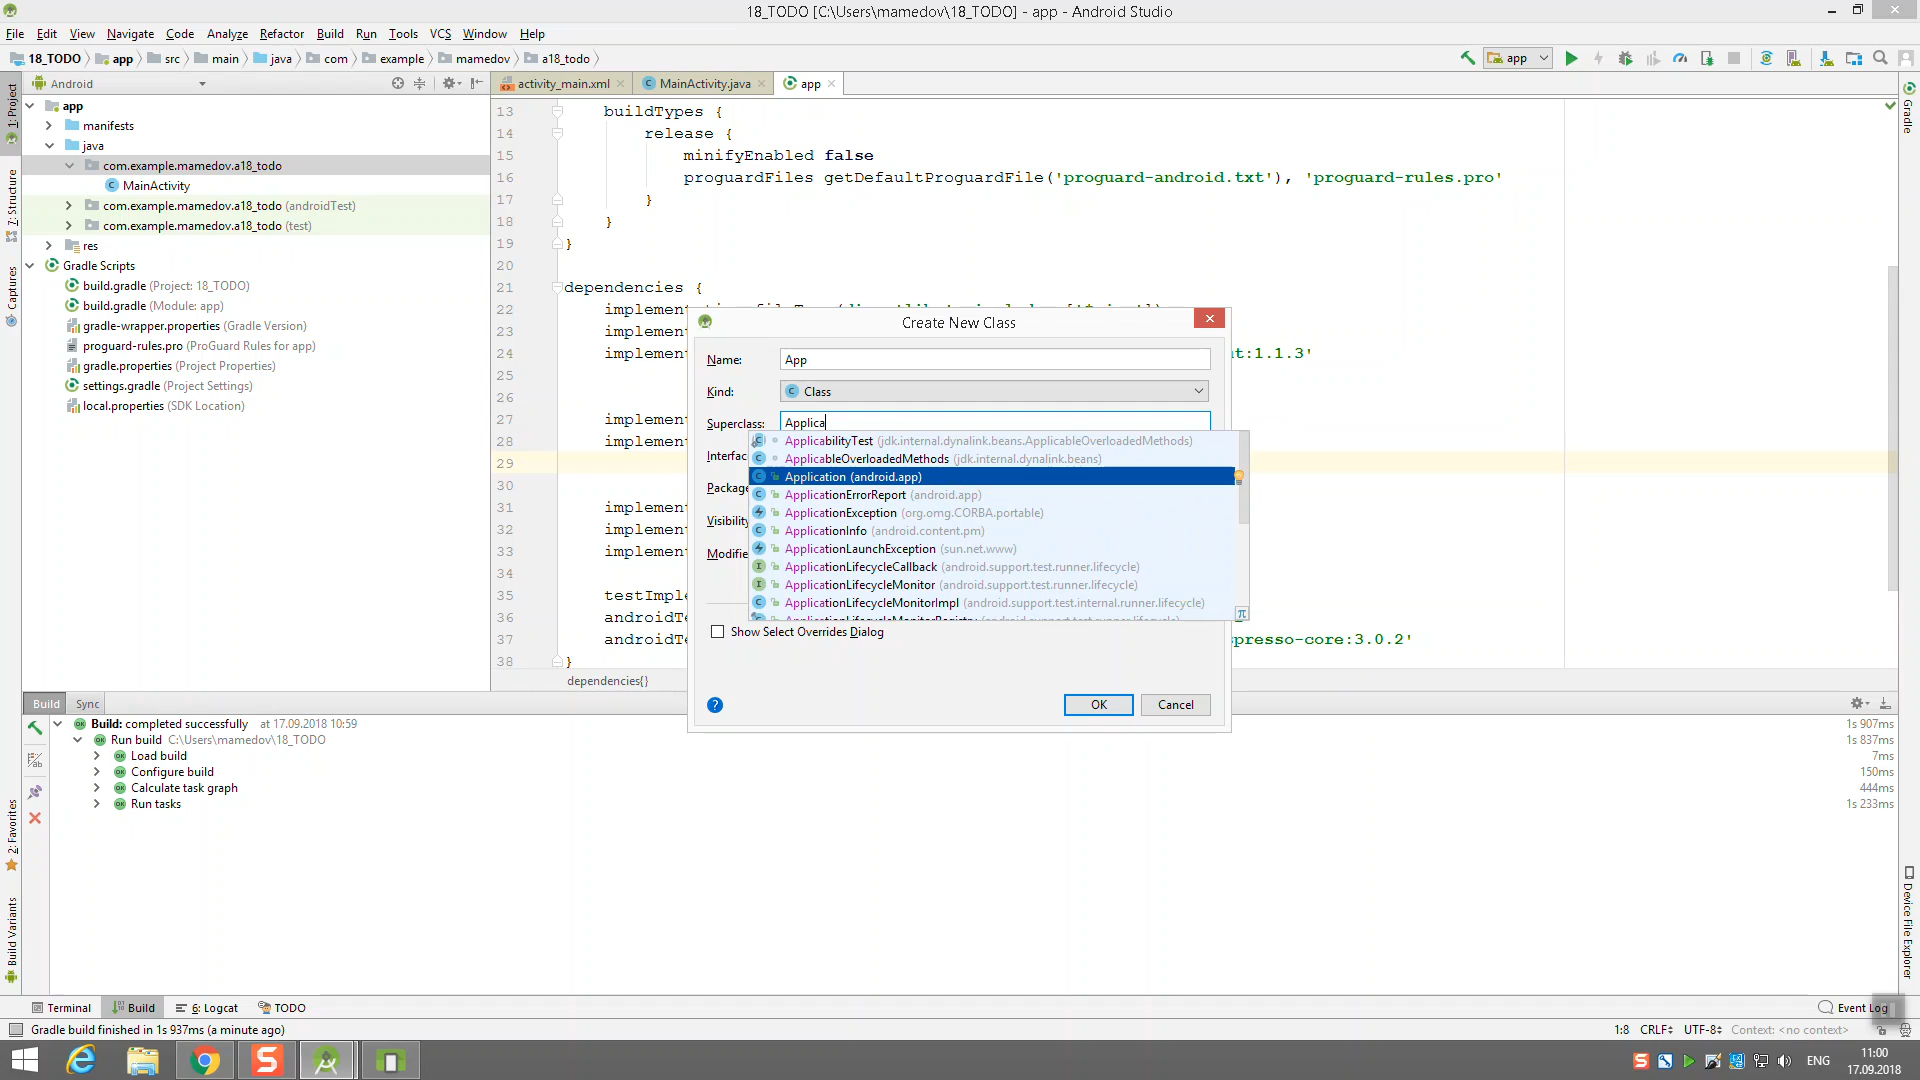 18_TODO [C:\Users\mamedov\18_TODO] - app - Android Studio
File Edit View Navigate Code Analyze Refactor Build Run Tools VCS Window Help
18_TODO app src main java com example mamedov a18_todo
app
Android
activity_main.xml
MainActivity.java
app
1: Project
7: Structure
Captures
2: Favorites
Build Variants
Gradle
Device File Explorer
app
manifests
java
com.example.mamedov.a18_todo
MainActivity
com.example.mamedov.a18_todo (androidTest)
com.example.mamedov.a18_todo (test)
res
Gradle Scripts
build.gradle (Project: 18_TODO)
build.gradle (Module: app)
gradle-wrapper.properties (Gradle Version)
proguard-rules.pro (ProGuard Rules for app)
gradle.properties (Project Properties)
settings.gradle (Project Settings)
local.properties (SDK Location)
13 buildTypes {
14 release {
15 minifyEnabled false
16 proguardFiles getDefaultProguardFile('proguard-android.txt'), 'proguard-rules.pro'
17 }
18 }
19 }
20
21 dependencies {
22 implement
23 implement
24 implement t:1.1.3'
25
26
27 implement
28 implement
29
30
31 implement
32 implement
33 implement
34
35 testImple
36 androidTe
37 androidTe presso-core:3.0.2'
38 }
dependencies{}
Create New Class
Name: App
Kind: Class
Superclass: Applica
Interfac
Package
Visibility
Modifie
ApplicabilityTest (jdk.internal.dynalink.beans.ApplicableOverloadedMethods)
ApplicableOverloadedMethods (jdk.internal.dynalink.beans)
Application (android.app)
ApplicationErrorReport (android.app)
ApplicationException (org.omg.CORBA.portable)
ApplicationInfo (android.content.pm)
ApplicationLaunchException (sun.net.www)
ApplicationLifecycleCallback (android.support.test.runner.lifecycle)
ApplicationLifecycleMonitor (android.support.test.runner.lifecycle)
ApplicationLifecycleMonitorImpl (android.support.test.internal.runner.lifecycle)
Show Select Overrides Dialog
OK Cancel
Build Sync
Build: completed successfully at 17.09.2018 10:59 1s 907ms
Run build C:\Users\mamedov\18_TODO 1s 837ms
Load build 7ms
Configure build 150ms
Calculate task graph 444ms
Run tasks 1s 233ms
Terminal Build 6: Logcat TODO Event Log
Gradle build finished in 1s 937ms (a minute ago) 1:8 CRLF UTF-8 Context: <no context>
ENG
11:00
17.09.2018